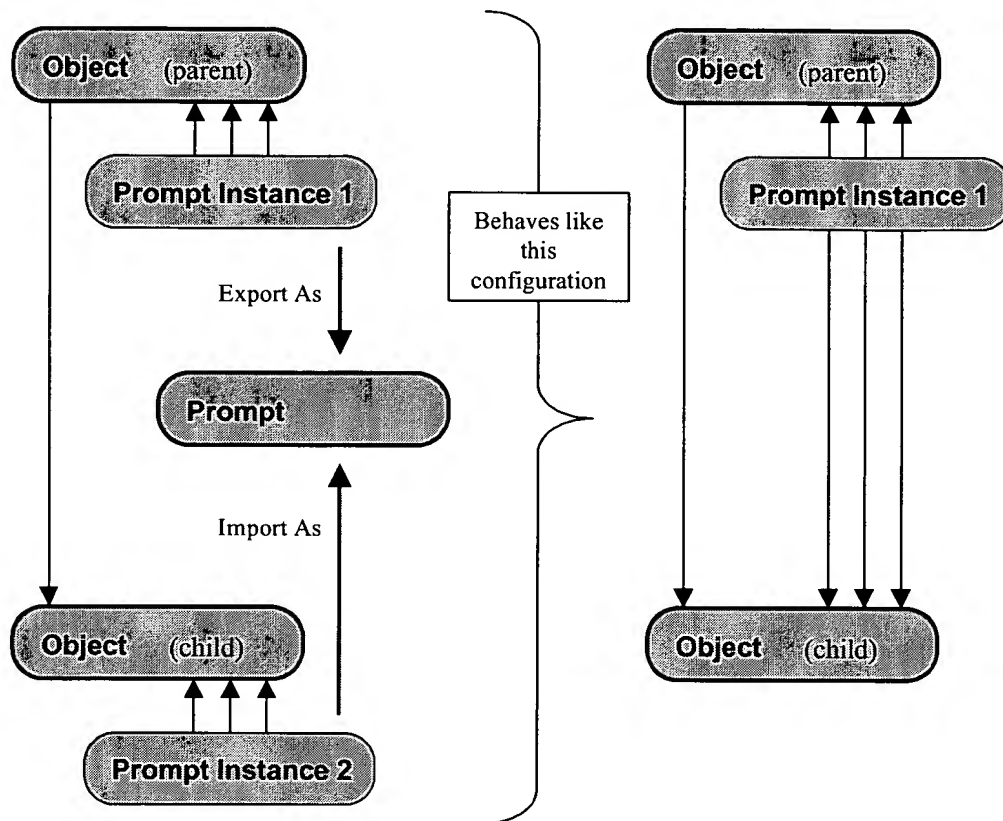 Object (parent)
Prompt Instance 1
Export As
Prompt
Import As
Object (child)
Prompt Instance 2
Behaves like
this
configuration
Object (parent)
Prompt Instance 1
Object (child)